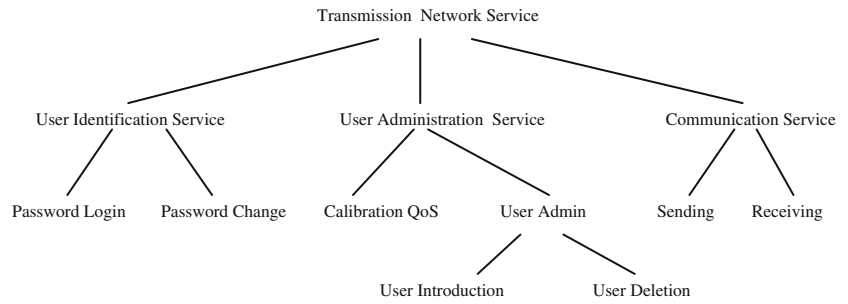 Transmission Network Service
User Identification Service
User Administration Service
Communication Service
Password Login
Password Change
Calibration QoS
User Admin
Sending
Receiving
User Introduction
User Deletion